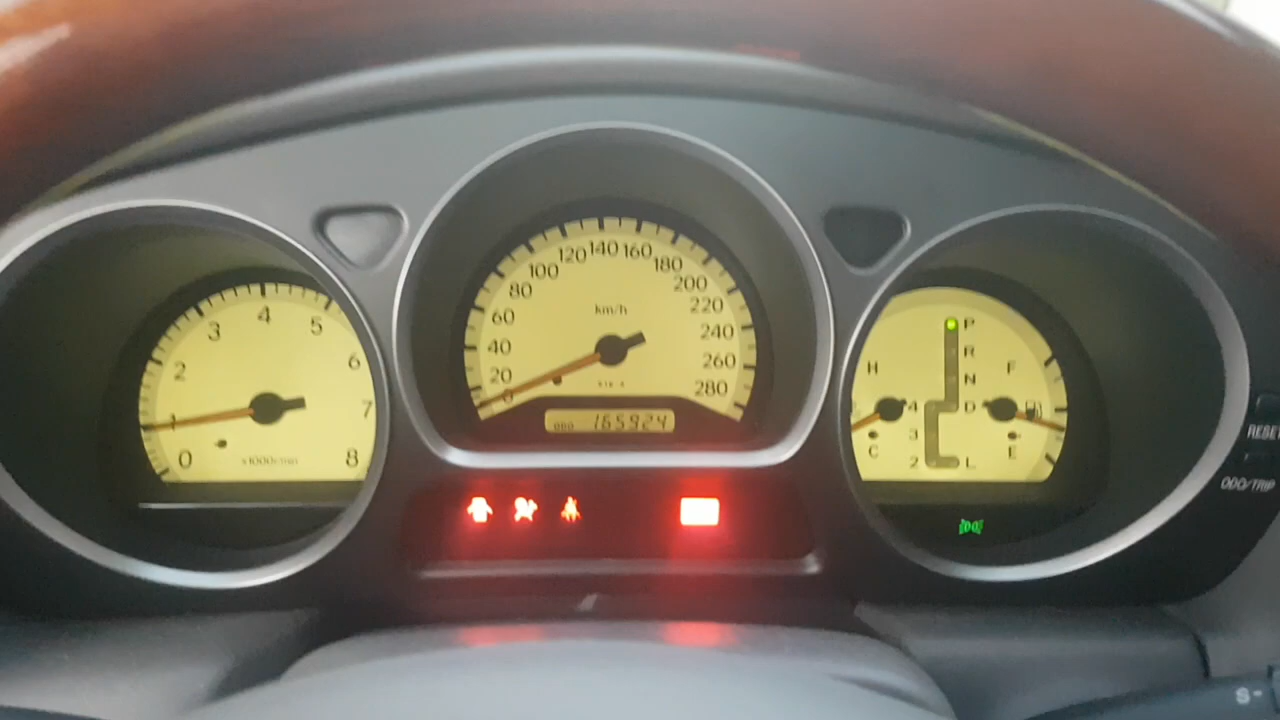 0 1 2 3 4 5 6 7 8
x1000r/min
0 20 40 60 80 100 120 140 160 180 200 220 240 260 280
km/h
ODO 165924
H
C
P
R
N
4 D
3
2 L
F
E
RESET
ODO/TRIP
S-